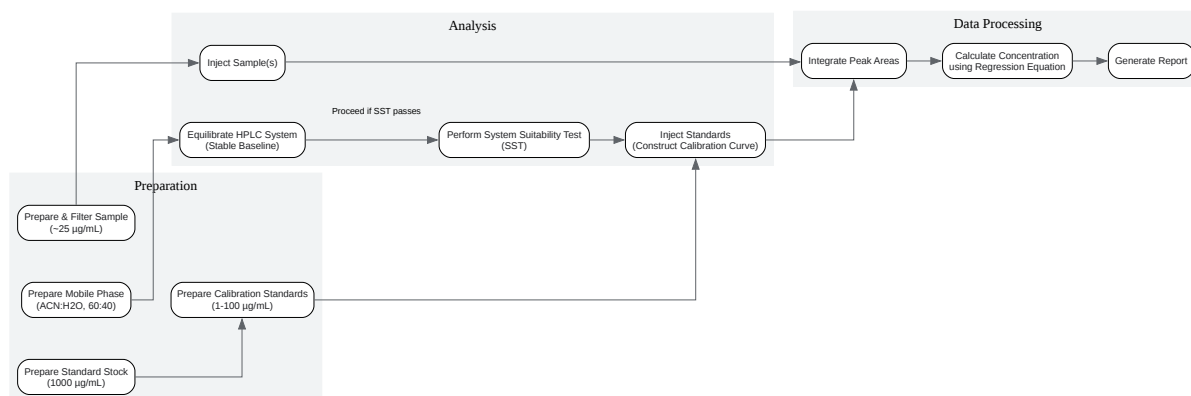 Analysis
Inject Sample(s)
Proceed if SST passes
Equilibrate HPLC System
(Stable Baseline)
Perform System Suitability Test
(SST)
Inject Standards
(Construct Calibration Curve)
Data Processing
Integrate Peak Areas
Calculate Concentration
using Regression Equation
Generate Report
Preparation
Prepare & Filter Sample
(~25 µg/mL)
Prepare Mobile Phase
(ACN:H2O, 60:40)
Prepare Calibration Standards
(1-100 µg/mL)
Prepare Standard Stock
(1000 µg/mL)